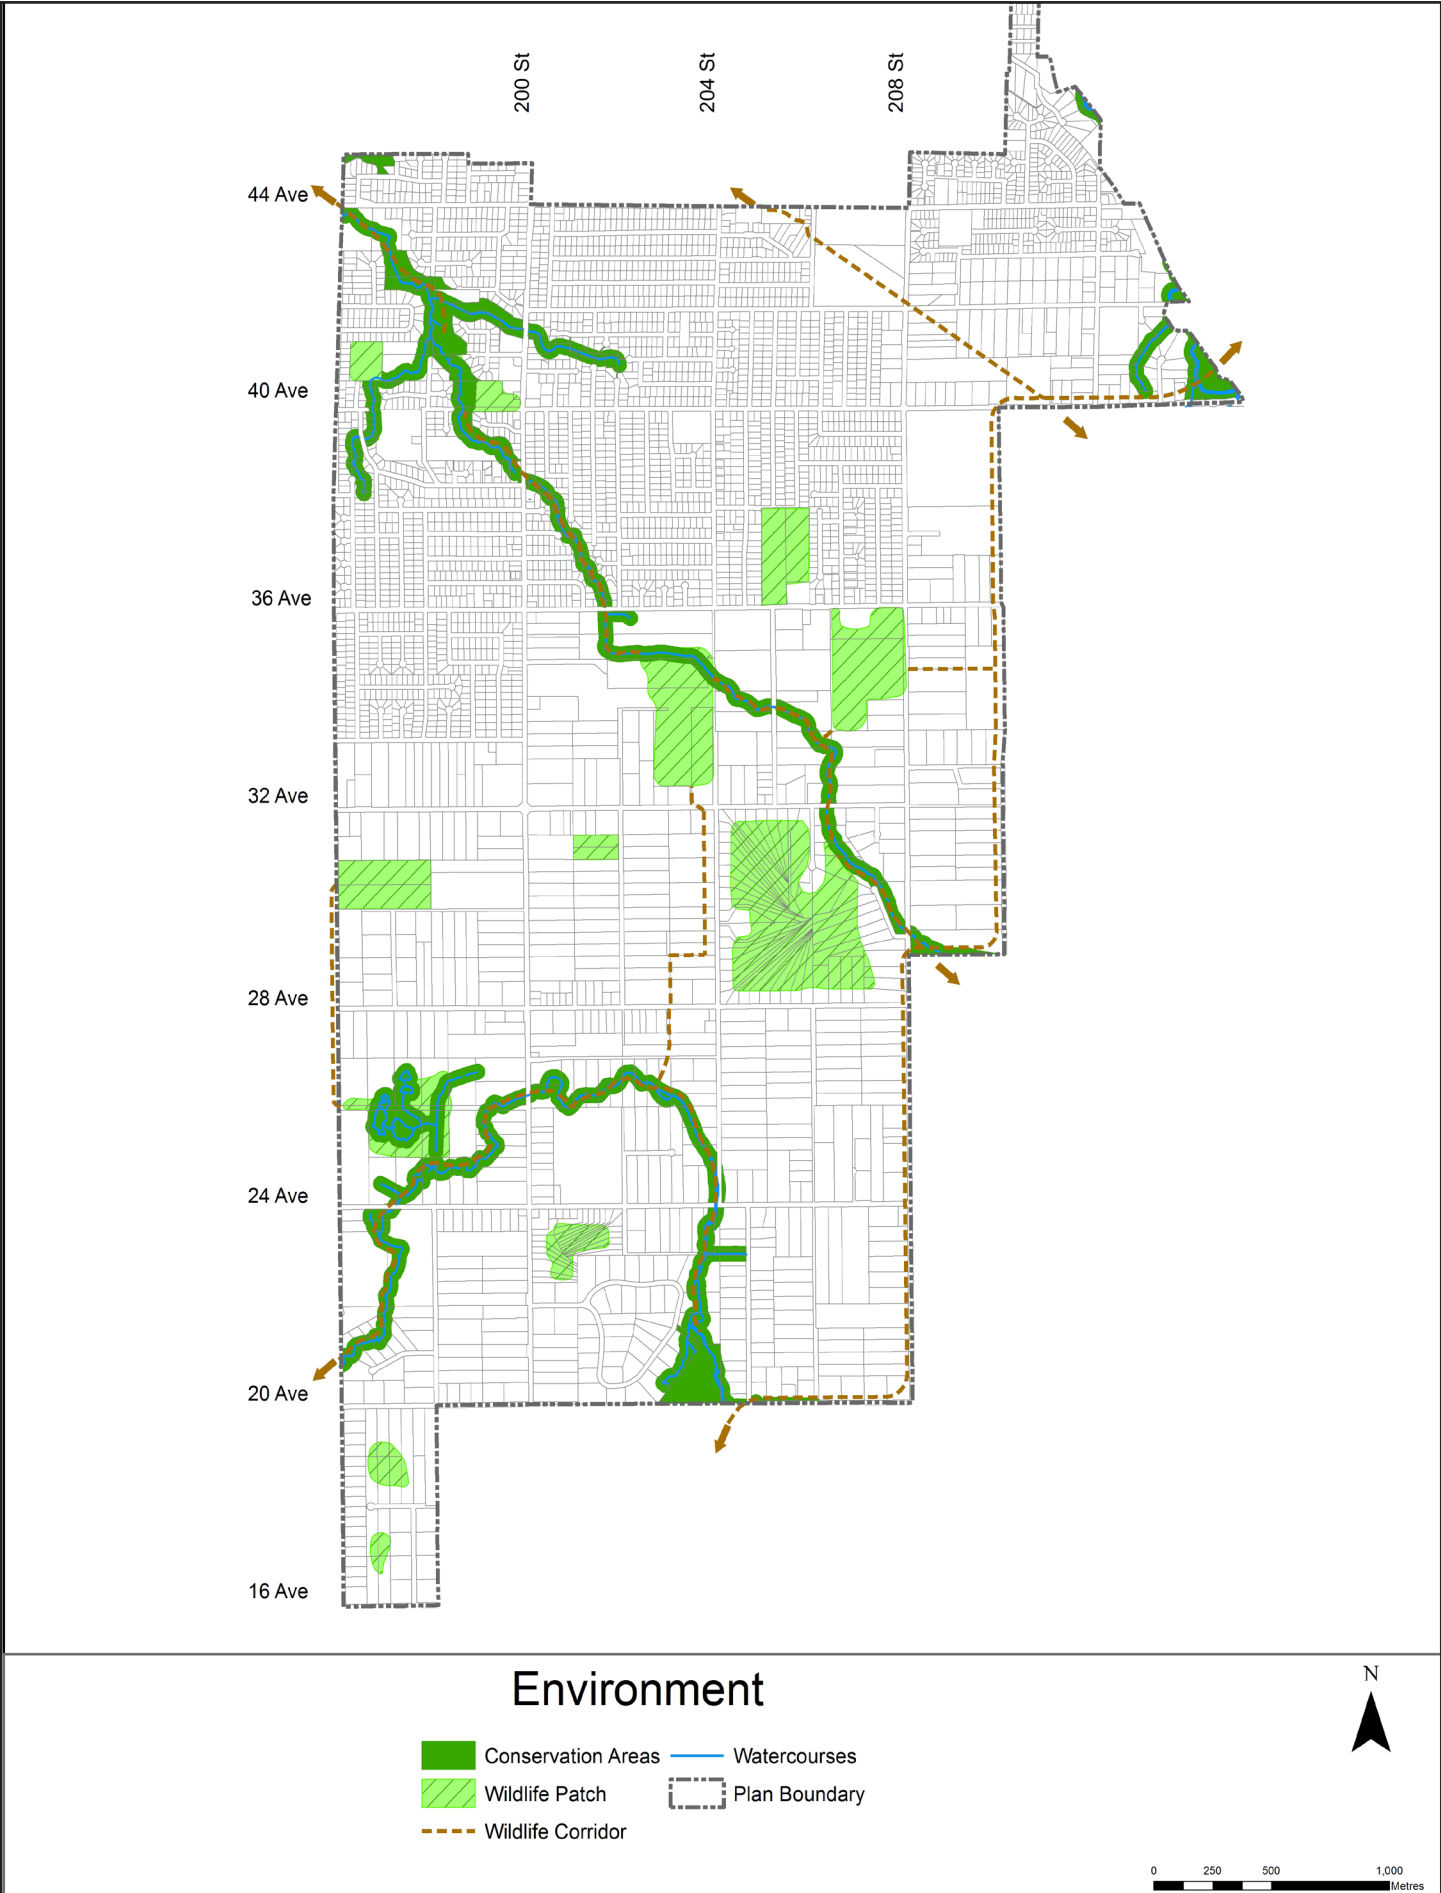 200 St
204 St
208 St
44 Ave
40 Ave
36 Ave
32 Ave
28 Ave
24 Ave
20 Ave
16 Ave
Environment
N
Conservation Areas
Watercourses
Wildlife Patch
Plan Boundary
Wildlife Corridor
0 250 500 1,000
Metres